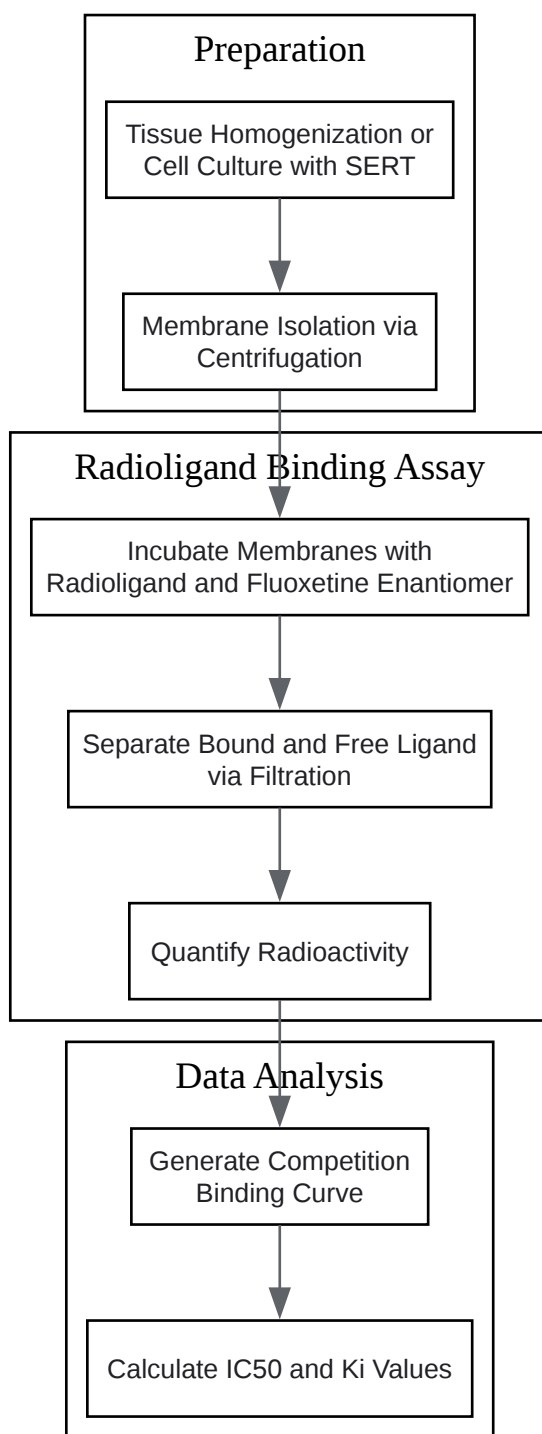 Preparation
Tissue Homogenization or
Cell Culture with SERT
Membrane Isolation via
Centrifugation
Radioligand Binding Assay
Incubate Membranes with
Radioligand and Fluoxetine Enantiomer
Separate Bound and Free Ligand
via Filtration
Quantify Radioactivity
Data Analysis
Generate Competition
Binding Curve
Calculate IC50 and Ki Values